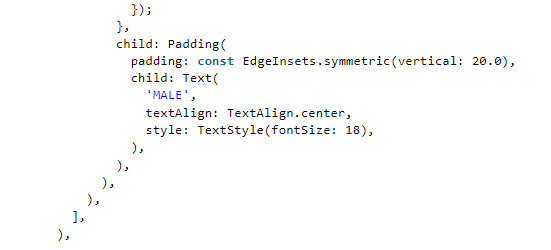 });
},
child: Padding(
padding: const EdgeInsets.symmetric(vertical: 20.0),
child: Text(
'MALE',
textAlign: TextAlign.center,
style: TextStyle(fontSize: 18),
),
),
),
),
],
),